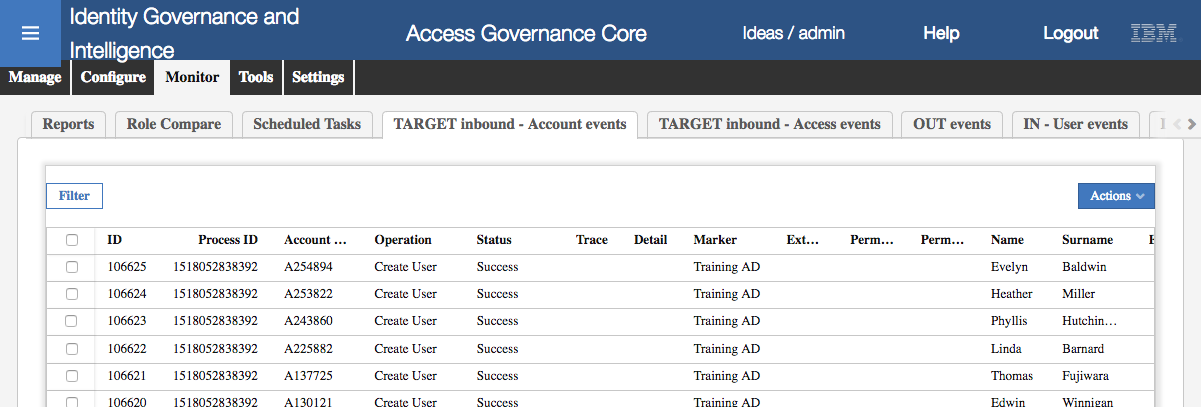 Identity Governance and
Intelligence
Access Governance Core
Ideas / admin
Help
Logout
IBM
Manage
Configure
Monitor
Tools
Settings
Reports
Role Compare
Scheduled Tasks
TARGET inbound - Account events
TARGET inbound - Access events
OUT events
IN - User events
Filter
Actions
ID Process ID Account ... Operation Status Trace Detail Marker Ext... Perm... Perm... Name Surname
106625 1518052838392 A254894 Create User Success Training AD Evelyn Baldwin
106624 1518052838392 A253822 Create User Success Training AD Heather Miller
106623 1518052838392 A243860 Create User Success Training AD Phyllis Hutchin...
106622 1518052838392 A225882 Create User Success Training AD Linda Barnard
106621 1518052838392 A137725 Create User Success Training AD Thomas Fujiwara
106620 1518052838392 A130121 Create User Success Training AD Edwin Winnigan